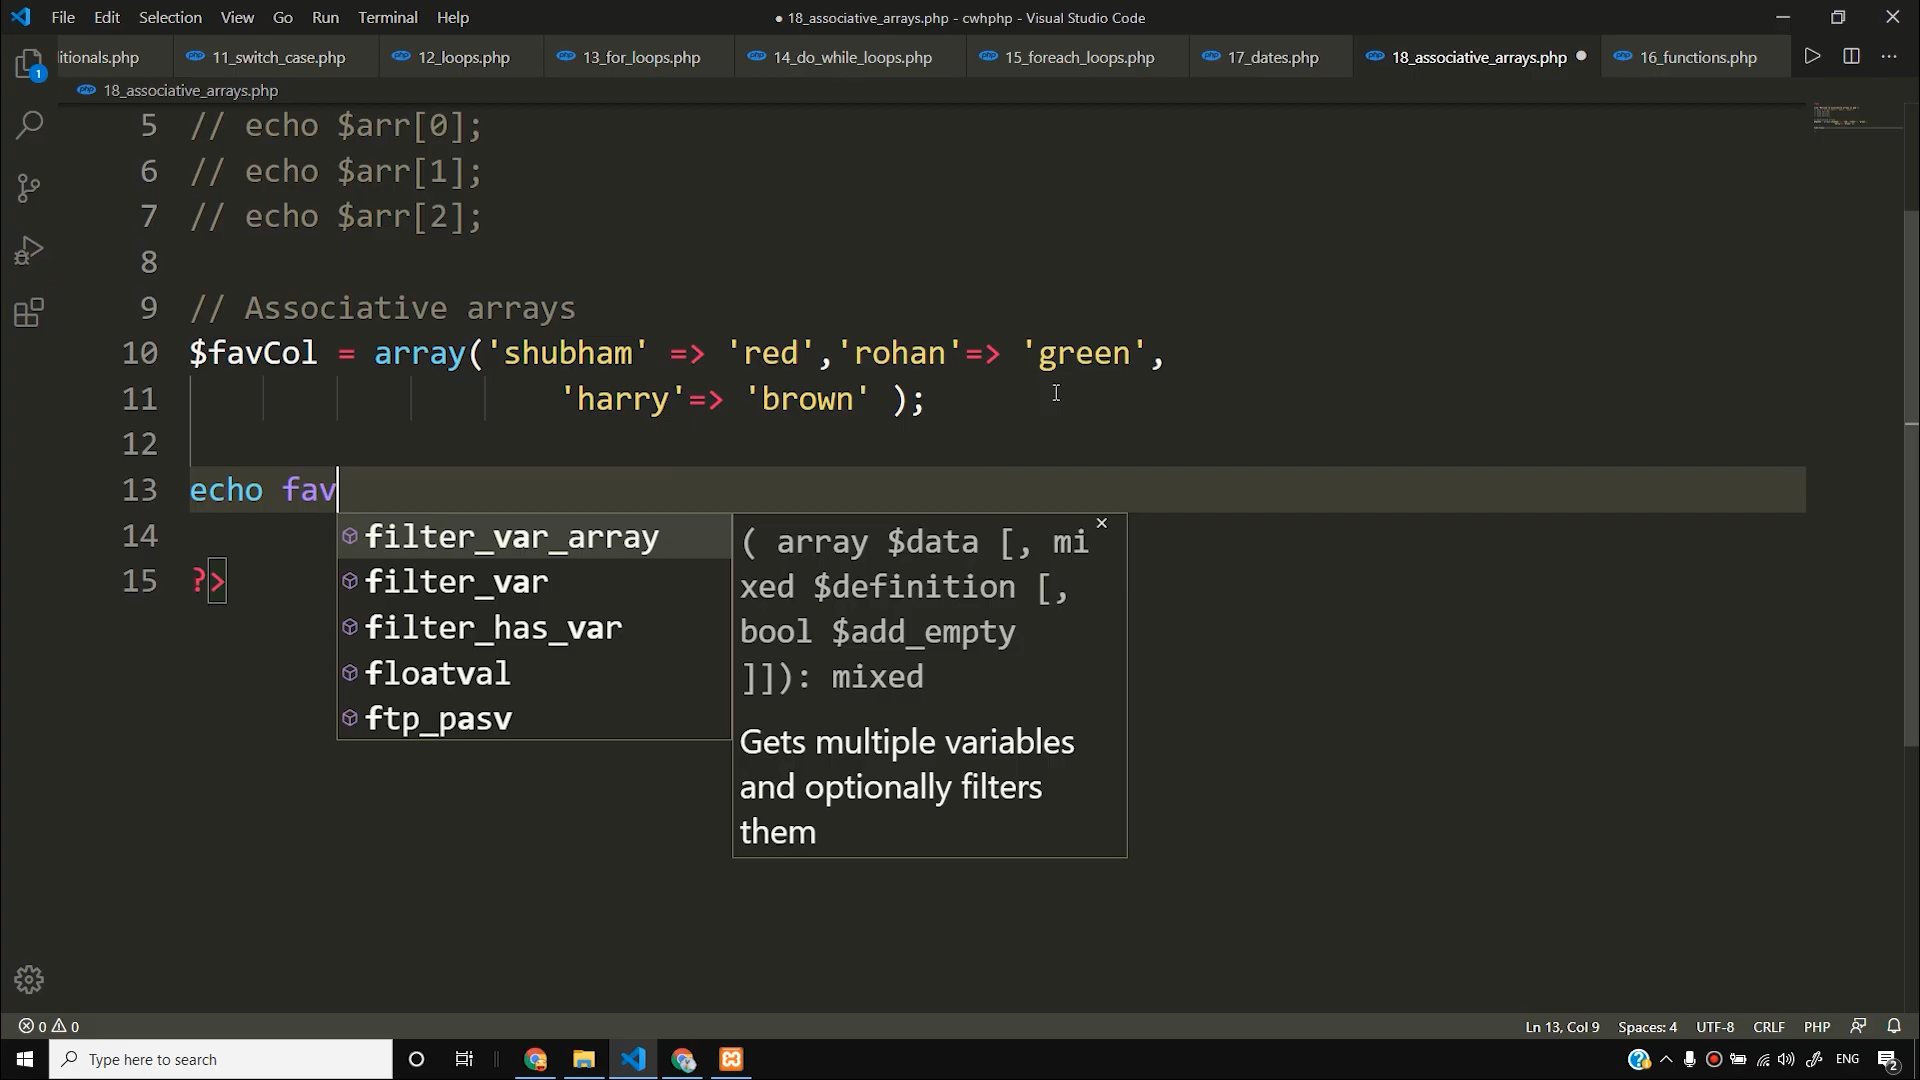 File Edit Selection View Go Run Terminal Help
● 18_associative_arrays.php - cwhphp - Visual Studio Code
itionals.php 11_switch_case.php 12_loops.php 13_for_loops.php 14_do_while_loops.php 15_foreach_loops.php 17_dates.php 18_associative_arrays.php ● 16_functions.php
18_associative_arrays.php
5 // echo $arr[0];
6 // echo $arr[1];
7 // echo $arr[2];
8
9 // Associative arrays
10 $favCol = array('shubham' => 'red','rohan'=> 'green',
11 'harry'=> 'brown' );
12
13 echo fav
14
15 ?>
filter_var_array
filter_var
filter_has_var
floatval
ftp_pasv
( array $data [, mi
xed $definition [,
bool $add_empty
]]): mixed
Gets multiple variables
and optionally filters
them
1
0 0
Ln 13, Col 9 Spaces: 4 UTF-8 CRLF PHP
Type here to search
ENG
2